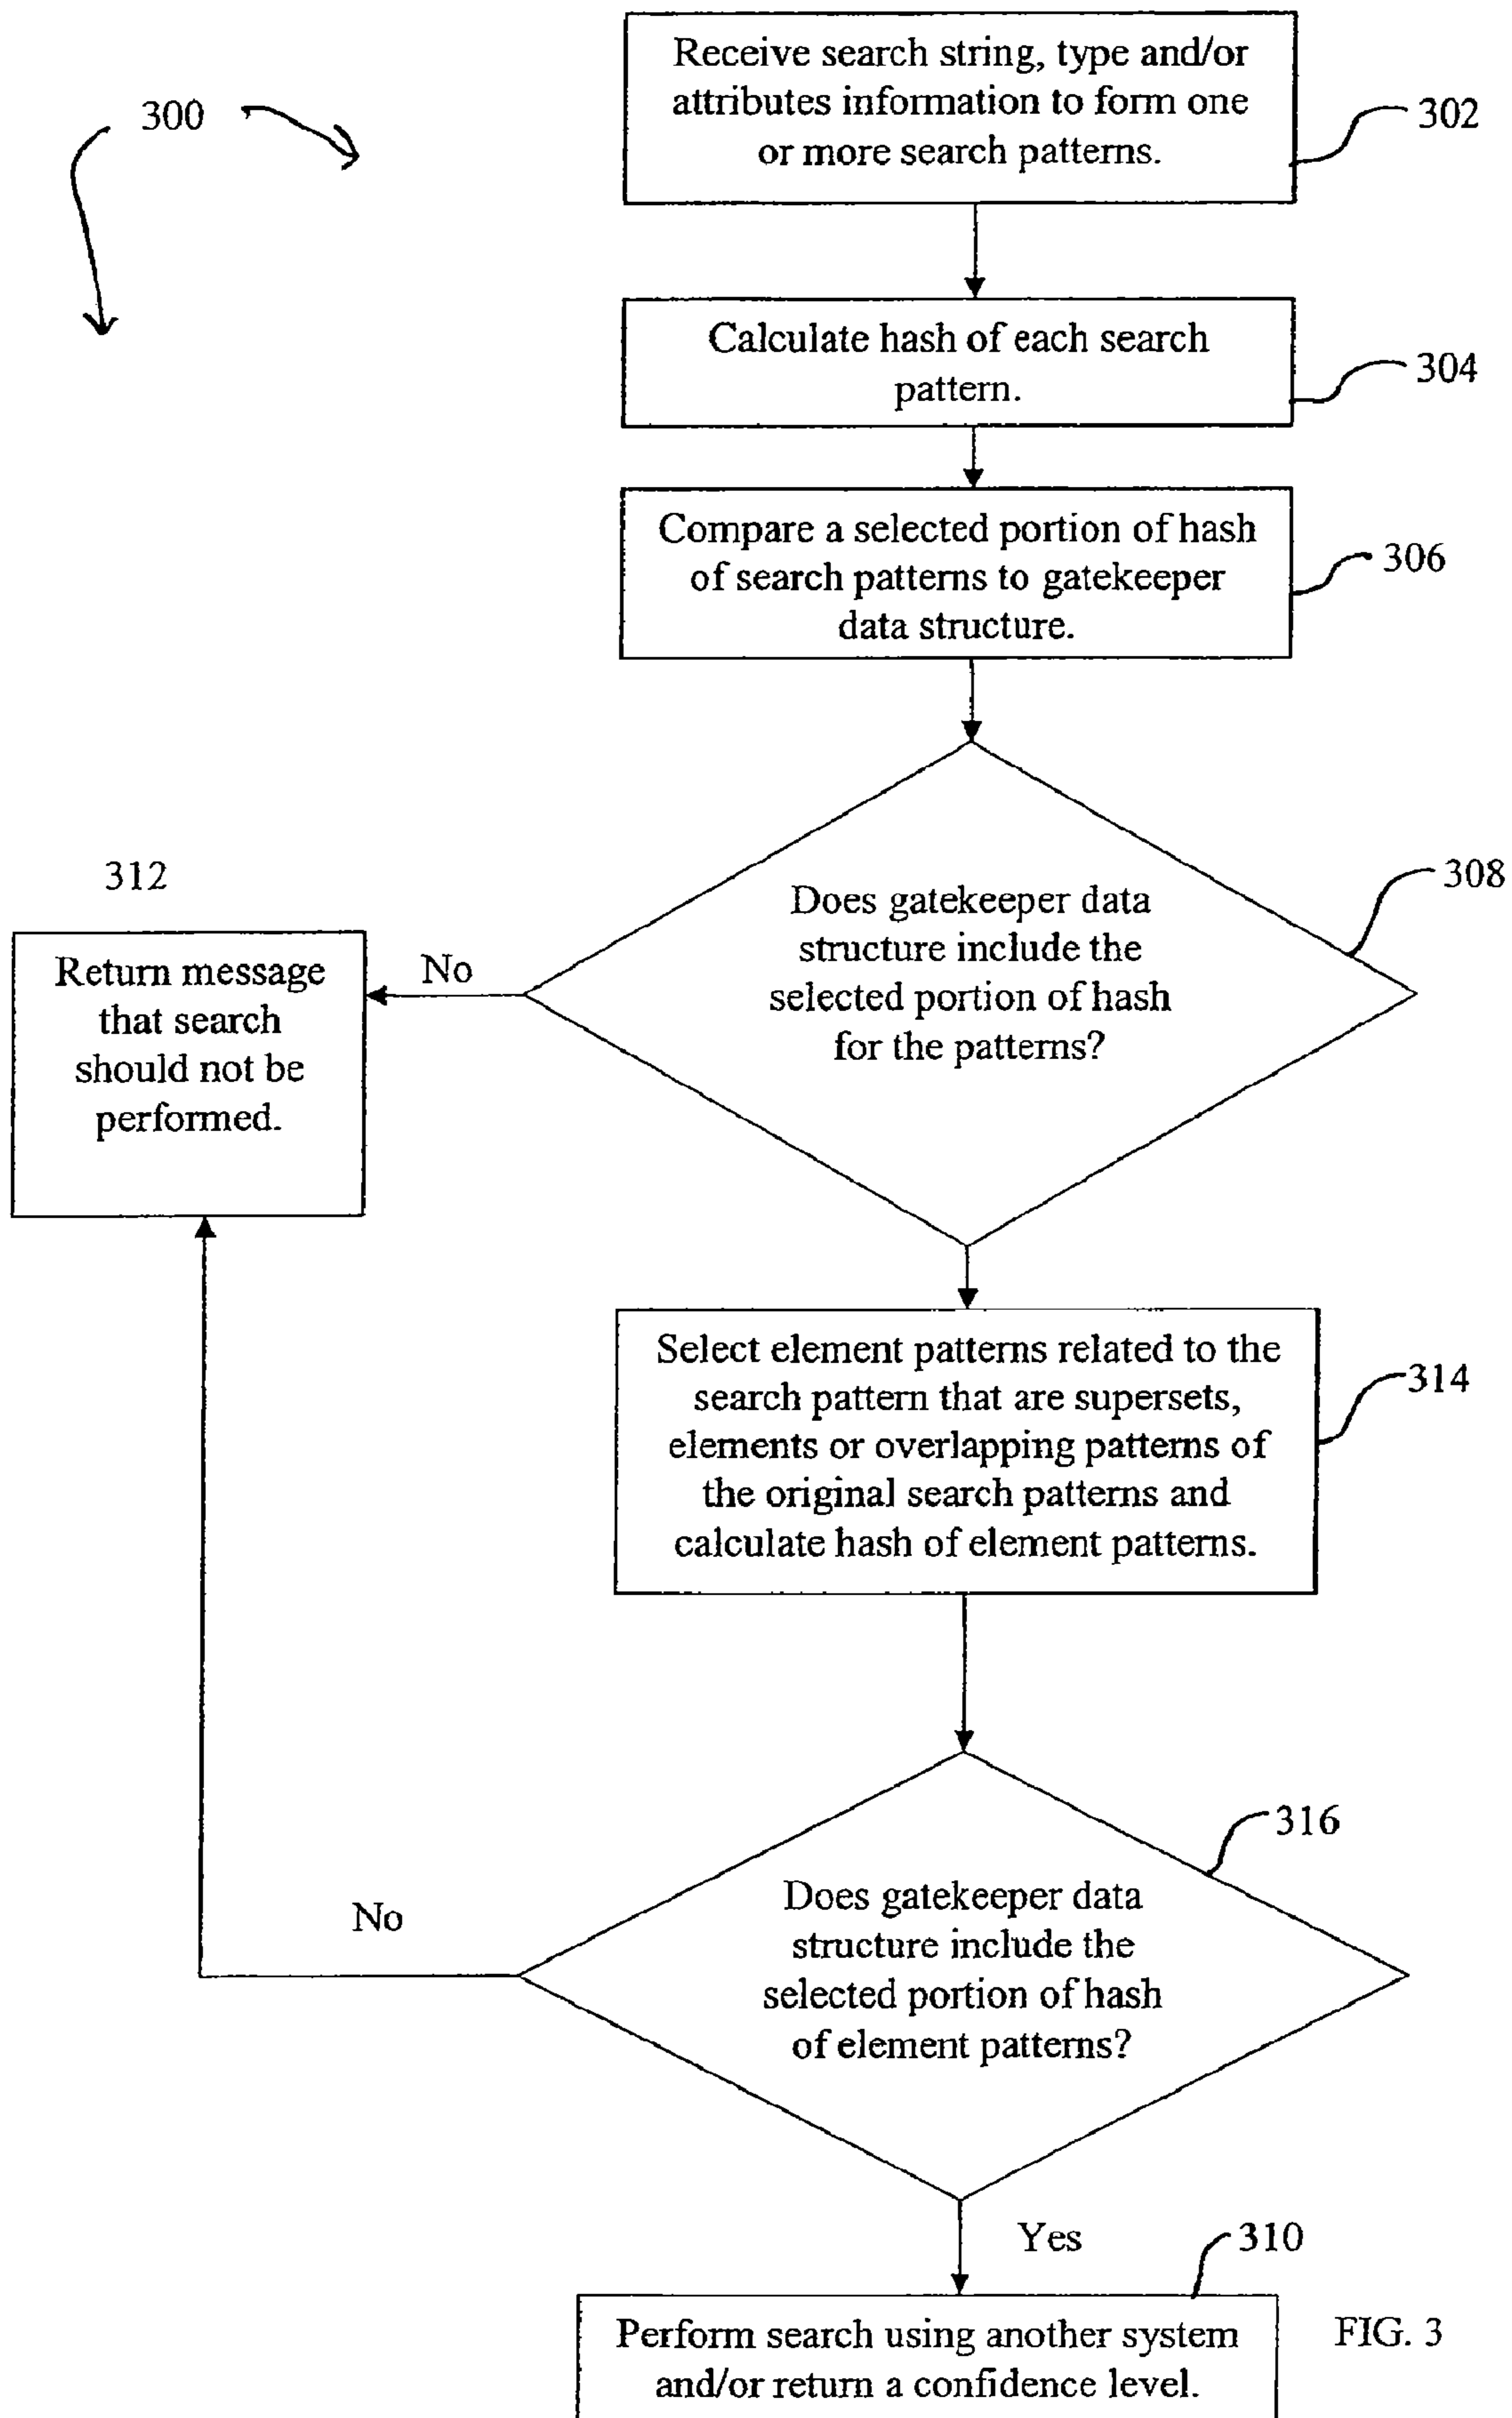 300
Receive search string, type and/or
attributes information to form one
or more search patterns.
302
Calculate hash of each search
pattern.
304
Compare a selected portion of hash
of search patterns to gatekeeper
data structure.
306
308
Does gatekeeper data
structure include the
selected portion of hash
for the patterns?
No
312
Return message
that search
should not be
performed.
Select element patterns related to the
search pattern that are supersets,
elements or overlapping patterns of
the original search patterns and
calculate hash of element patterns.
314
316
Does gatekeeper data
structure include the
selected portion of hash
of element patterns?
No
Yes
310
Perform search using another system
and/or return a confidence level.
FIG. 3